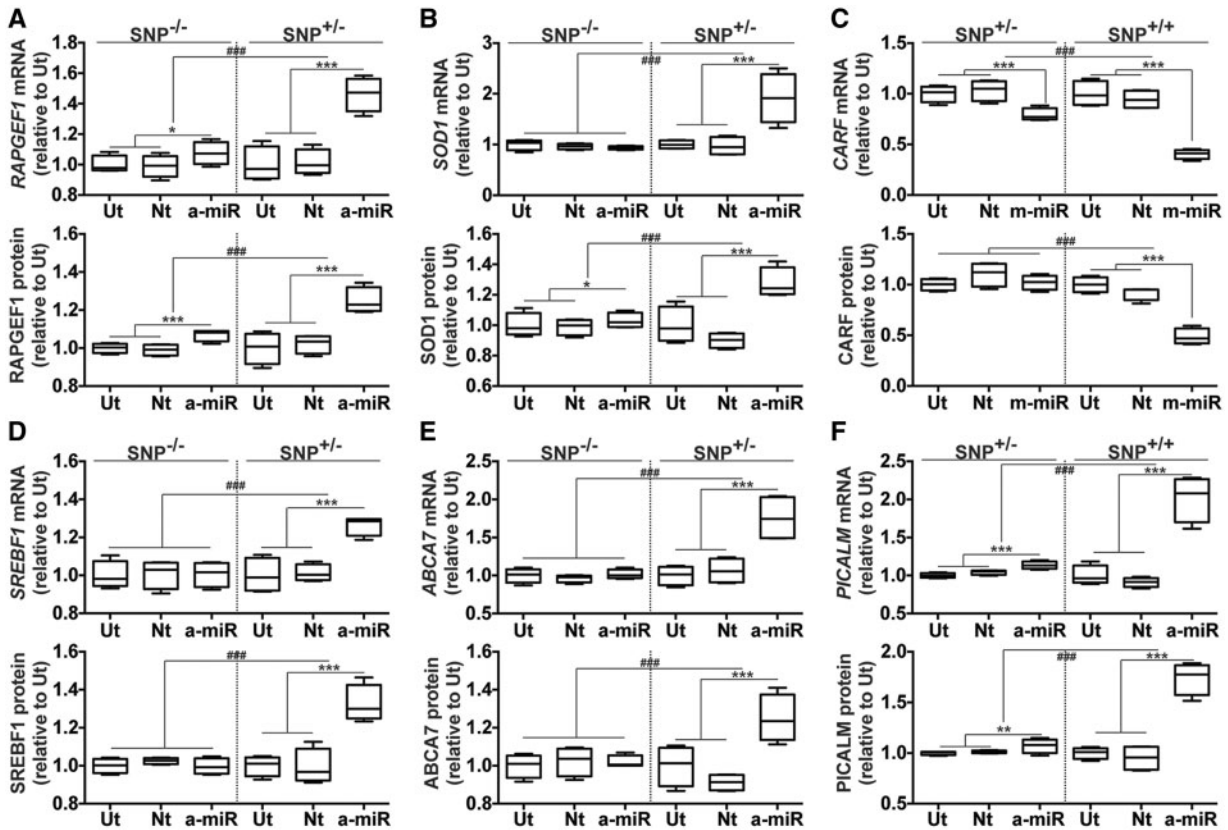 A
SNP-/- SNP+/-
RAPGEF1 mRNA
(relative to Ut)
1.8
1.6
1.4
1.2
1.0
0.8
###
***
*
Ut Nt a-miR Ut Nt a-miR
RAPGEF1 protein
(relative to Ut)
1.6
1.4
1.2
1.0
0.8
###
***
***
Ut Nt a-miR Ut Nt a-miR
B
SNP-/- SNP+/-
SOD1 mRNA
(relative to Ut)
3
2
1
0
###
***
Ut Nt a-miR Ut Nt a-miR
SOD1 protein
(relative to Ut)
1.6
1.4
1.2
1.0
0.8
0.6
###
***
*
Ut Nt a-miR Ut Nt a-miR
C
SNP+/- SNP+/+
CARF mRNA
(relative to Ut)
1.5
1.0
0.5
0.0
###
*** ***
Ut Nt m-miR Ut Nt m-miR
CARF protein
(relative to Ut)
1.5
1.0
0.5
0.0
###
***
Ut Nt m-miR Ut Nt m-miR
D
SNP-/- SNP+/-
SREBF1 mRNA
(relative to Ut)
1.6
1.4
1.2
1.0
0.8
###
***
Ut Nt a-miR Ut Nt a-miR
SREBF1 protein
(relative to Ut)
1.6
1.4
1.2
1.0
0.8
###
***
Ut Nt a-miR Ut Nt a-miR
E
SNP-/- SNP+/-
ABCA7 mRNA
(relative to Ut)
2.5
2.0
1.5
1.0
0.5
###
***
Ut Nt a-miR Ut Nt a-miR
ABCA7 protein
(relative to Ut)
1.6
1.4
1.2
1.0
0.8
###
***
Ut Nt a-miR Ut Nt a-miR
F
SNP+/- SNP+/+
PICALM mRNA
(relative to Ut)
2.5
2.0
1.5
1.0
0.5
###
***
***
Ut Nt m-miR Ut Nt a-miR
PICALM protein
(relative to Ut)
2.0
1.5
1.0
0.5
###
***
**
Ut Nt a-miR Ut Nt a-miR